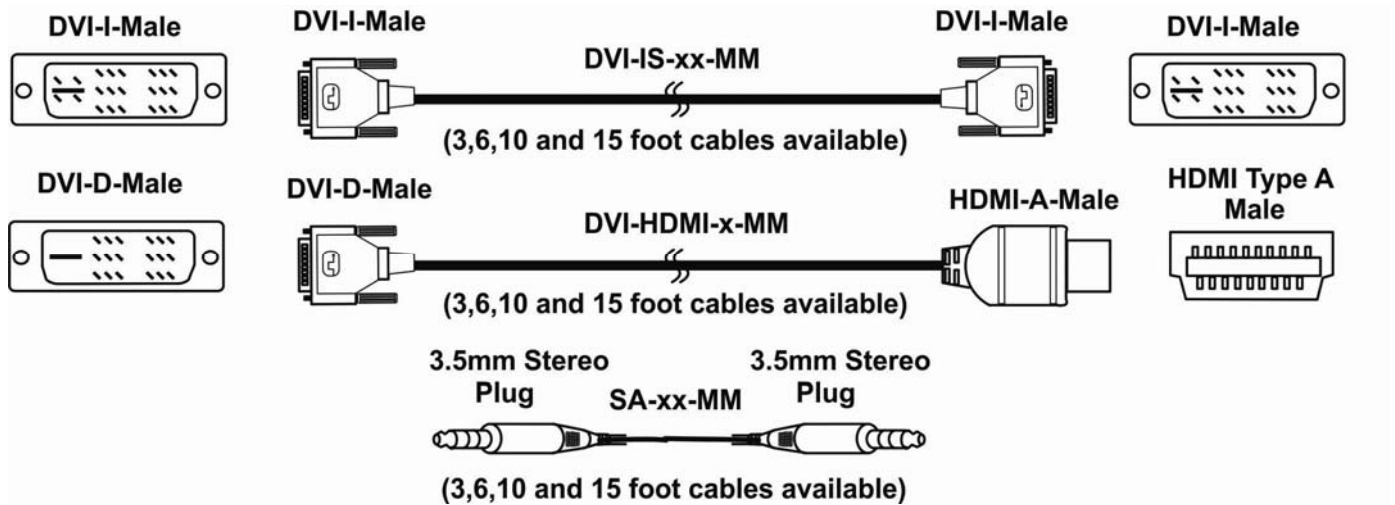 DVI-I-Male
DVI-I-Male
DVI-IS-xx-MM
(3,6,10 and 15 foot cables available)
DVI-I-Male
DVI-I-Male
DVI-D-Male
DVI-D-Male
DVI-HDMI-x-MM
(3,6,10 and 15 foot cables available)
HDMI-A-Male
HDMI Type A
Male
3.5mm Stereo
Plug
SA-xx-MM
3.5mm Stereo
Plug
(3,6,10 and 15 foot cables available)